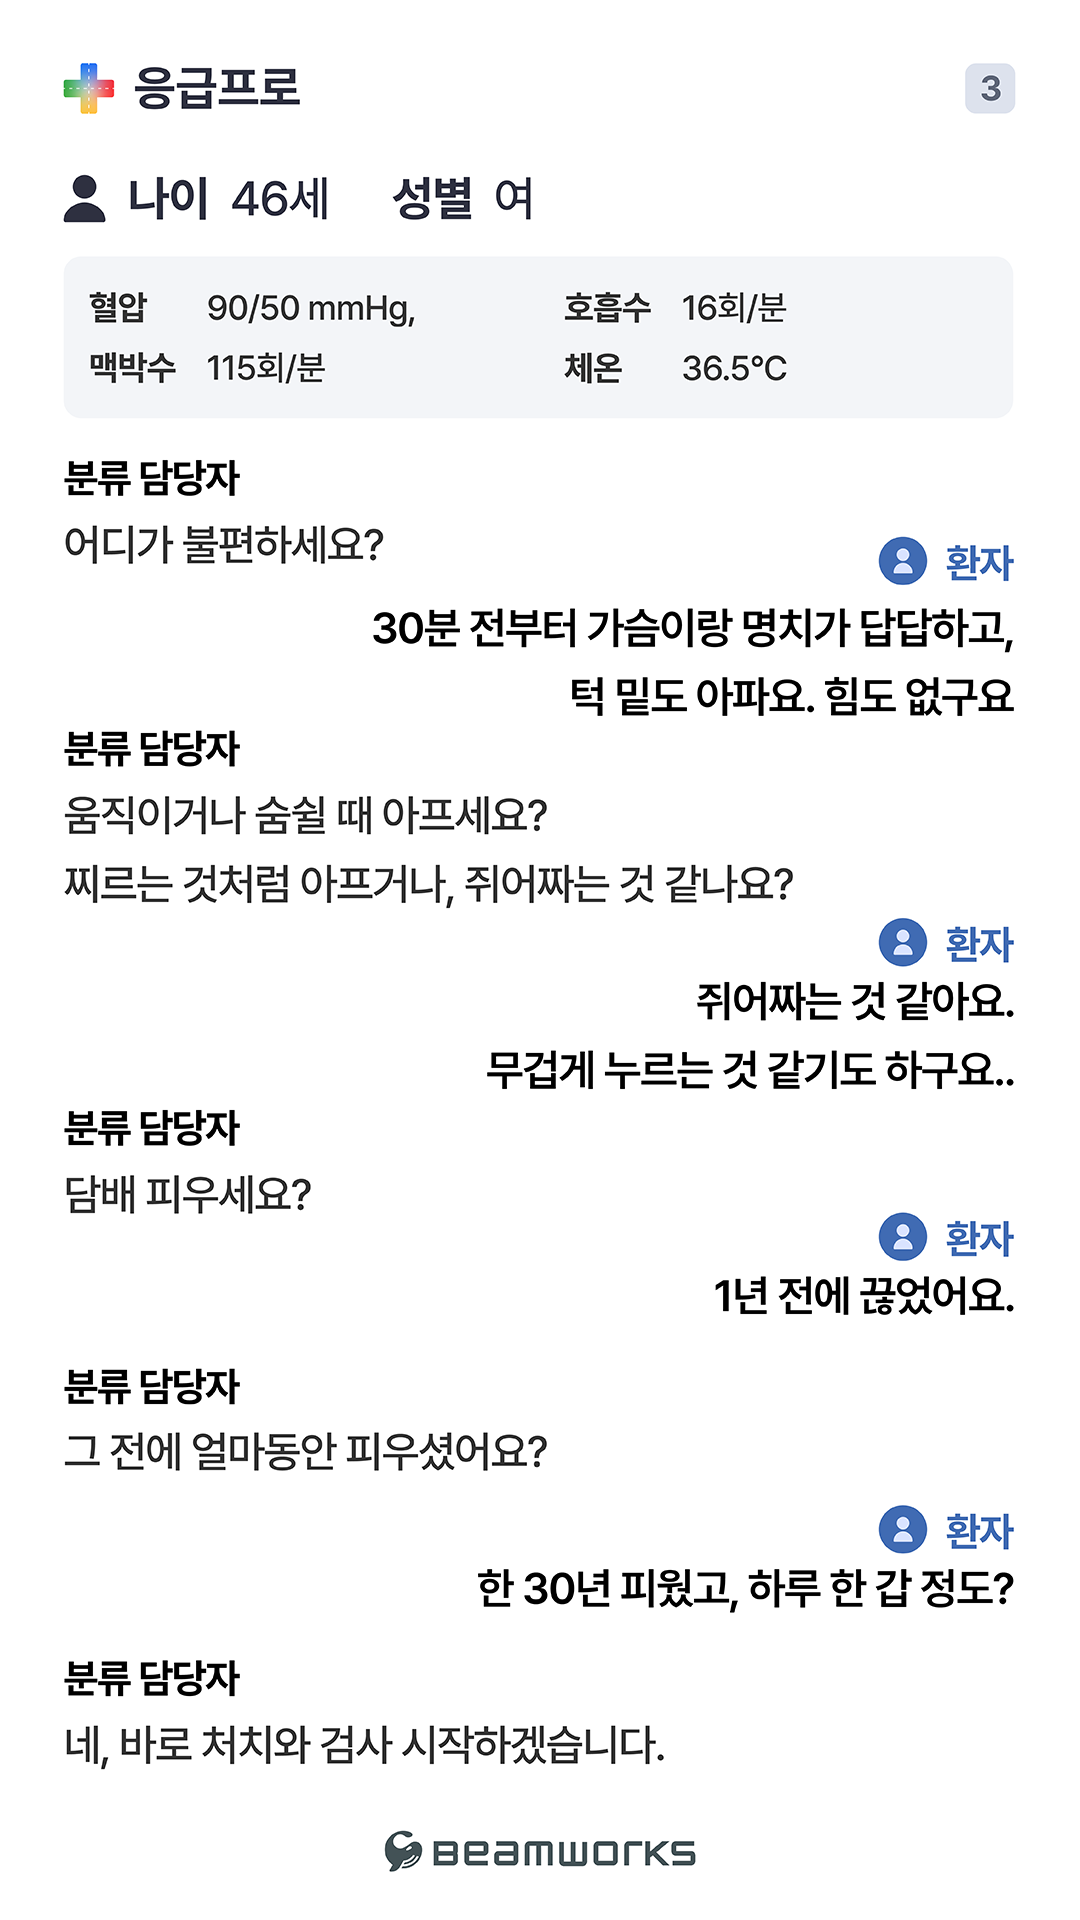 응급프로
3
나이 46세 성별 여
혈압 90/50 mmHg, 호흡수 16회/분
맥박수 115회/분 체온 36.5°C
분류 담당자
어디가 불편하세요?
환자
30분 전부터 가슴이랑 명치가 답답하고,
턱 밑도 아파요. 힘도 없구요
분류 담당자
움직이거나 숨쉴 때 아프세요?
찌르는 것처럼 아프거나, 쥐어짜는 것 같나요?
환자
쥐어짜는 것 같아요.
무겁게 누르는 것 같기도 하구요..
분류 담당자
담배 피우세요?
환자
1년 전에 끊었어요.
분류 담당자
그 전에 얼마동안 피우셨어요?
환자
한 30년 피웠고, 하루 한 갑 정도?
분류 담당자
네, 바로 처치와 검사 시작하겠습니다.
BEAMWORKS